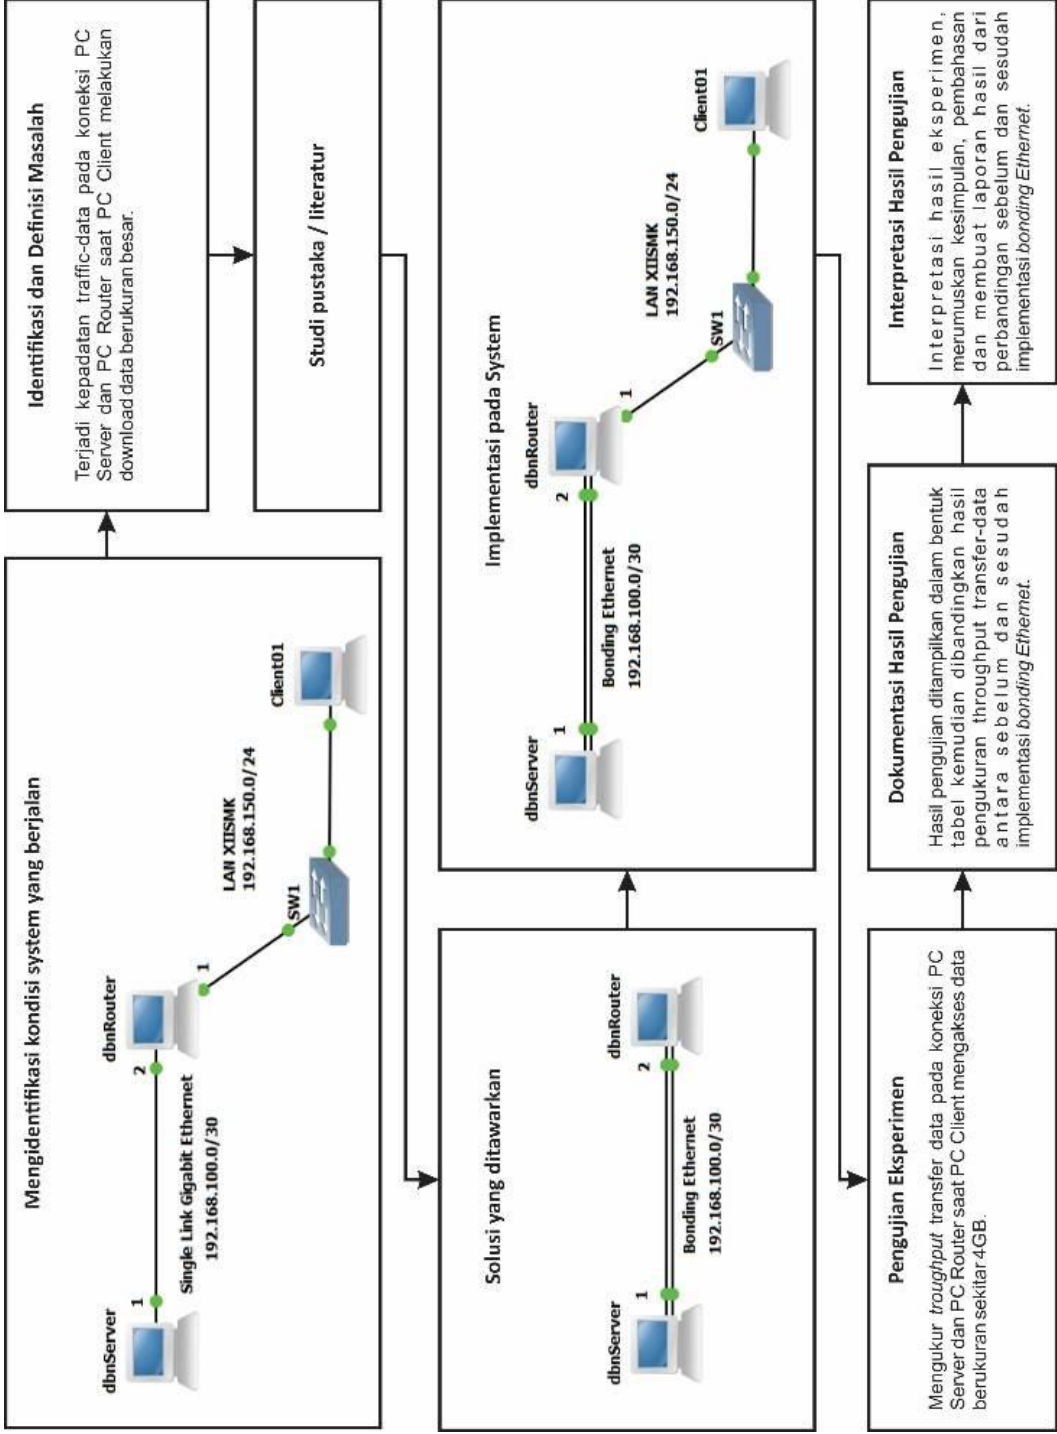 Mengidentifikasi kondisi system yang berjalan
dbnServer
1
Single Link Gigabit Ethernet
192.168.100.0/30
2
dbnRouter
1
SW1
LAN XIISMK
192.168.150.0/24
Client01
Identifikasi dan Definisi Masalah
Terjadi kepadatan traffic-data pada koneksi PC
Server dan PC Router saat PC Client melakukan
download data berukuran besar.
Studi pustaka / literatur
Solusi yang ditawarkan
dbnServer
1
Bonding Ethernet
192.168.100.0/30
2
dbnRouter
Implementasi pada System
dbnServer
1
Bonding Ethernet
192.168.100.0/30
2
dbnRouter
1
SW1
LAN XIISMK
192.168.150.0/24
Client01
Pengujian Eksperimen
Mengukur troughput transfer data pada koneksi PC
Server dan PC Router saat PC Client mengakses data
berukuran sekitar 4GB.
Dokumentasi Hasil Pengujian
Hasil pengujian ditampilkan dalam bentuk
tabel kemudian dibandingkan hasil
pengukuran throughput transfer-data
antara sebelum dan sesudah
implementasi bonding Ethernet.
Interpretasi Hasil Pengujian
Interpretasi hasil eksperimen,
merumuskan kesimpulan, pembahasan
dan membuat laporan hasil dari
perbandingan sebelum dan sesudah
implementasi bonding Ethernet.